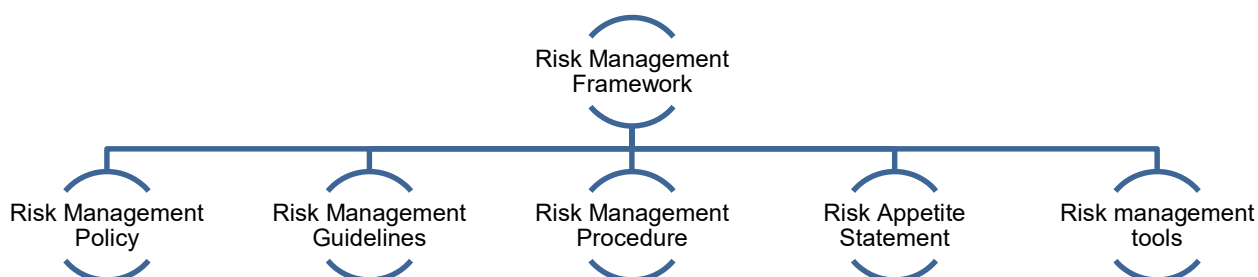 Risk Management
Framework
Risk Management
Policy
Risk Management
Guidelines
Risk Management
Procedure
Risk Appetite
Statement
Risk management
tools